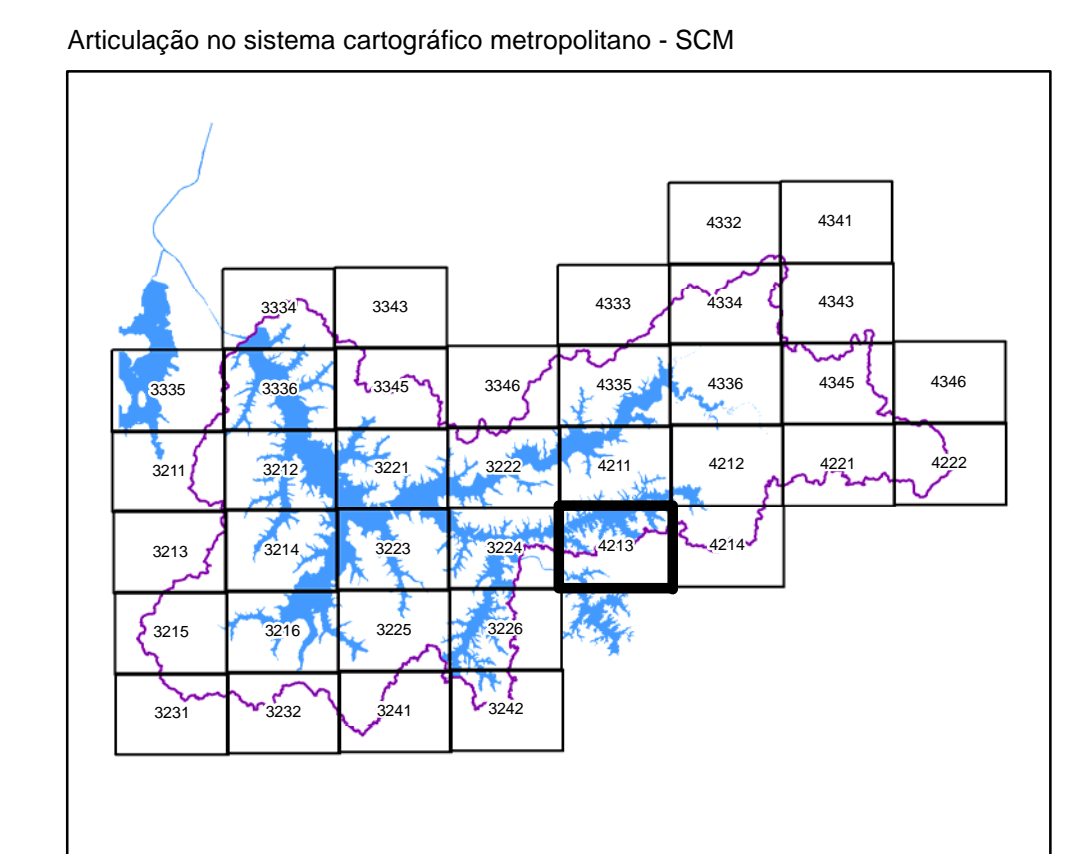 Articulação no sistema cartográfico metropolitano - SCM
4332 4341
3334 3343 4333 4334 4343
3335 3336 3345 3346 4335 4336 4345 4346
3211 3212 3221 3222 4211 4212 4221 4222
3213 3214 3223 3224 4213 4214
3215 3216 3225 3226
3231 3232 3241 3242